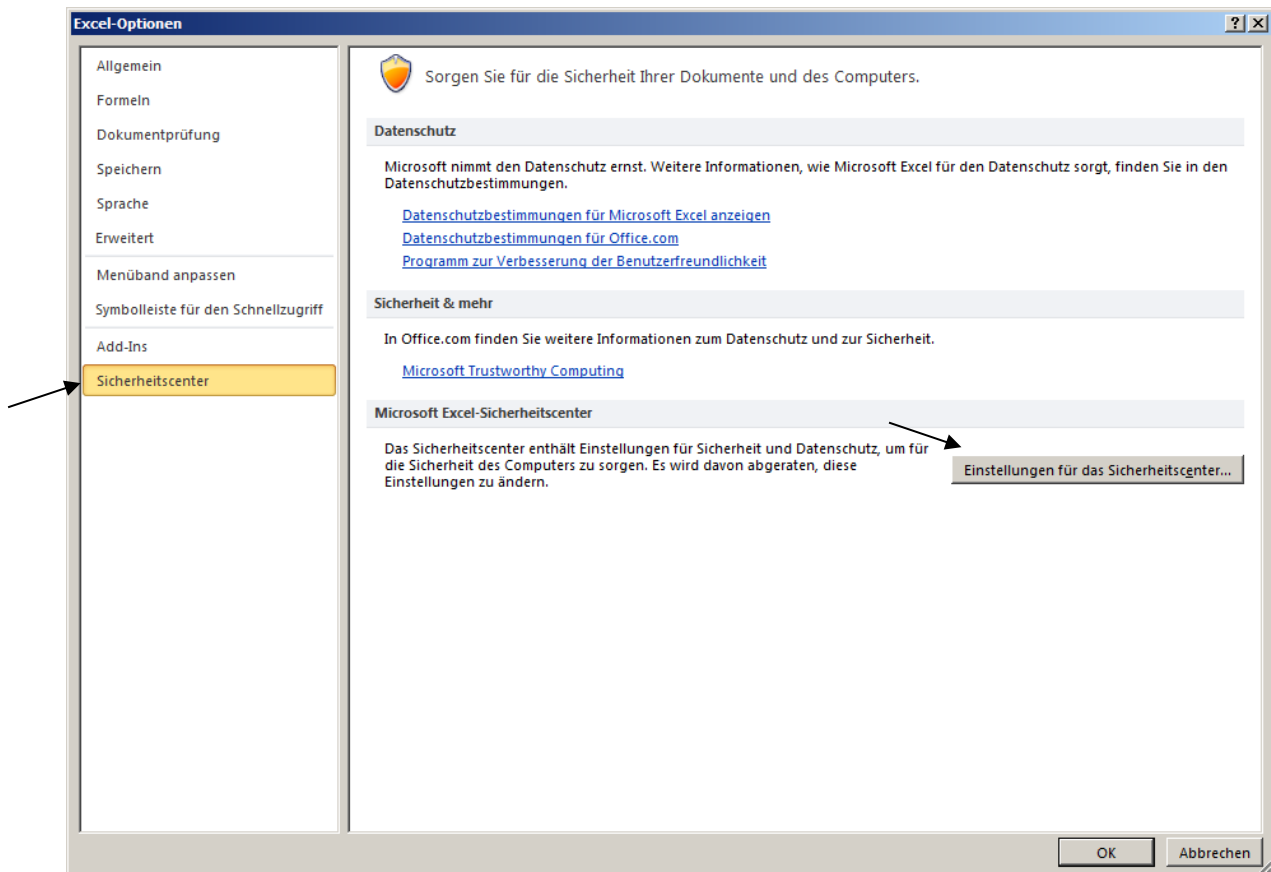 Excel-Optionen
Allgemein
Formeln
Dokumentprüfung
Speichern
Sprache
Erweitert
Menüband anpassen
Symbolleiste für den Schnellzugriff
Add-Ins
Sicherheitscenter
Sorgen Sie für die Sicherheit Ihrer Dokumente und des Computers.
Datenschutz
Microsoft nimmt den Datenschutz ernst. Weitere Informationen, wie Microsoft Excel für den Datenschutz sorgt, finden Sie in den
Datenschutzbestimmungen.
Datenschutzbestimmungen für Microsoft Excel anzeigen
Datenschutzbestimmungen für Office.com
Programm zur Verbesserung der Benutzerfreundlichkeit
Sicherheit & mehr
In Office.com finden Sie weitere Informationen zum Datenschutz und zur Sicherheit.
Microsoft Trustworthy Computing
Microsoft Excel-Sicherheitscenter
Das Sicherheitscenter enthält Einstellungen für Sicherheit und Datenschutz, um für
die Sicherheit des Computers zu sorgen. Es wird davon abgeraten, diese
Einstellungen zu ändern.
Einstellungen für das Sicherheitscenter...
OK
Abbrechen